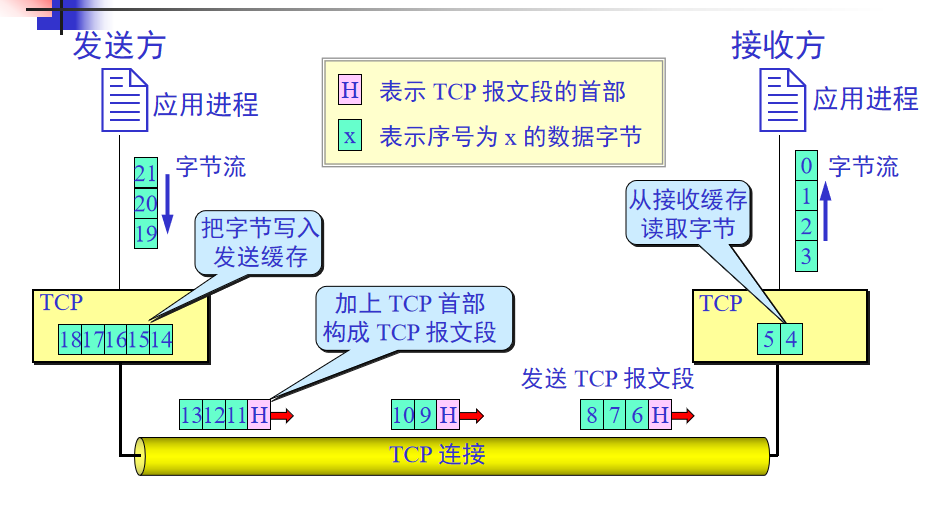 发送方
接收方
应用进程
H 表示 TCP 报文段的首部
x 表示序号为 x 的数据字节
应用进程
21
20
19
字节流
把字节写入
发送缓存
从接收缓存
读取字节
0
1
2
3
字节流
TCP
18 17 16 15 14
加上 TCP 首部
构成 TCP 报文段
TCP
5 4
发送 TCP 报文段
13 12 11 H
10 9 H
8 7 6 H
TCP 连接